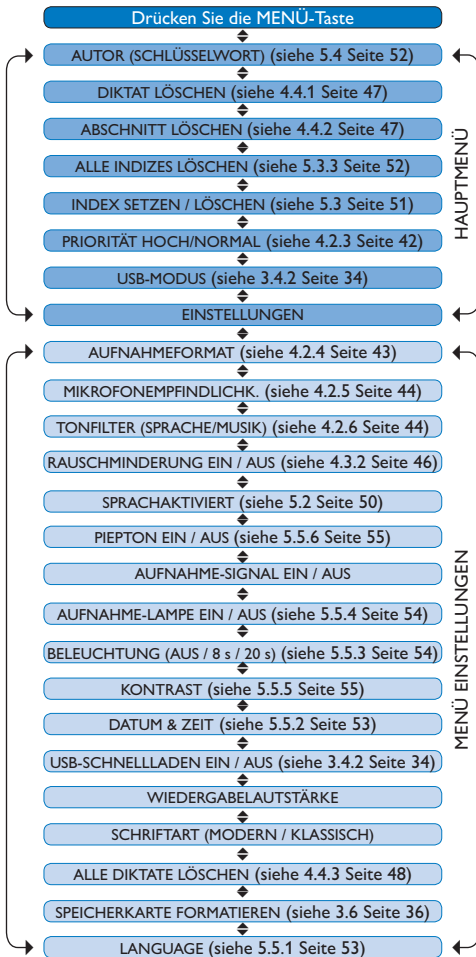 Drücken Sie die MENÜ-Taste
AUTOR (SCHLÜSSELWORT) (siehe 5.4 Seite 52)
DIKTAT LÖSCHEN (siehe 4.4.1 Seite 47)
ABSCHNITT LÖSCHEN (siehe 4.4.2 Seite 47)
ALLE INDIZES LÖSCHEN (siehe 5.3.3 Seite 52)
INDEX SETZEN / LÖSCHEN (siehe 5.3 Seite 51)
PRIORITÄT HOCH/NORMAL (siehe 4.2.3 Seite 42)
USB-MODUS (siehe 3.4.2 Seite 34)
EINSTELLUNGEN
HAUPTMENÜ
AUFNAHMEFORMAT (siehe 4.2.4 Seite 43)
MIKROFONEMPFINDLICHK. (siehe 4.2.5 Seite 44)
TONFILTER (SPRACHE/MUSIK) (siehe 4.2.6 Seite 44)
RAUSCHMINDERUNG EIN / AUS (siehe 4.3.2 Seite 46)
SPRACHAKTIVIERT (siehe 5.2 Seite 50)
PIEPTON EIN / AUS (siehe 5.5.6 Seite 55)
AUFNAHME-SIGNAL EIN / AUS
AUFNAHME-LAMPE EIN / AUS (siehe 5.5.4 Seite 54)
BELEUCHTUNG (AUS / 8 s / 20 s) (siehe 5.5.3 Seite 54)
KONTRAST (siehe 5.5.5 Seite 55)
DATUM & ZEIT (siehe 5.5.2 Seite 53)
USB-SCHNELLLADEN EIN / AUS (siehe 3.4.2 Seite 34)
WIEDERGABELAUTSTÄRKE
SCHRIFTART (MODERN / KLASSISCH)
ALLE DIKTATE LÖSCHEN (siehe 4.4.3 Seite 48)
SPEICHERKARTE FORMATIEREN (siehe 3.6 Seite 36)
LANGUAGE (siehe 5.5.1 Seite 53)
MENÜ EINSTELLUNGEN